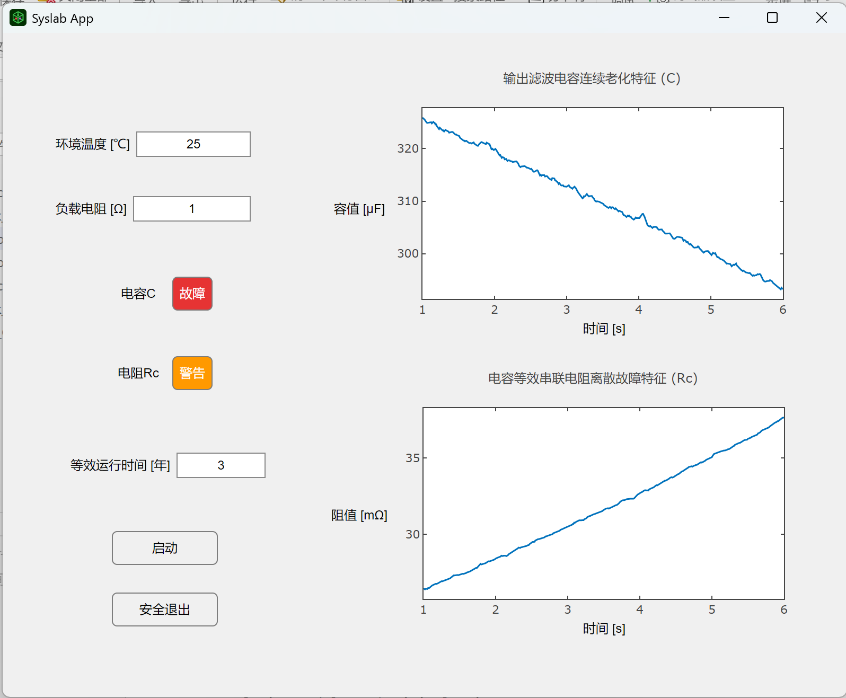 Syslab App
环境温度 [℃] 25
负载电阻 [Ω] 1
电容C 故障
电阻Rc 警告
等效运行时间 [年] 3
启动
安全退出
输出滤波电容连续老化特征 (C)
容值 [μF]
320
310
300
1 2 3 4 5 6
时间 [s]
电容等效串联电阻离散故障特征 (Rc)
阻值 [mΩ]
35
30
1 2 3 4 5 6
时间 [s]